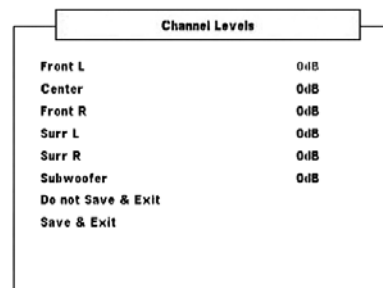 Channel Levels
Front L 0dB
Center 0dB
Front R 0dB
Surr L 0dB
Surr R 0dB
Subwoofer 0dB
Do not Save & Exit
Save & Exit